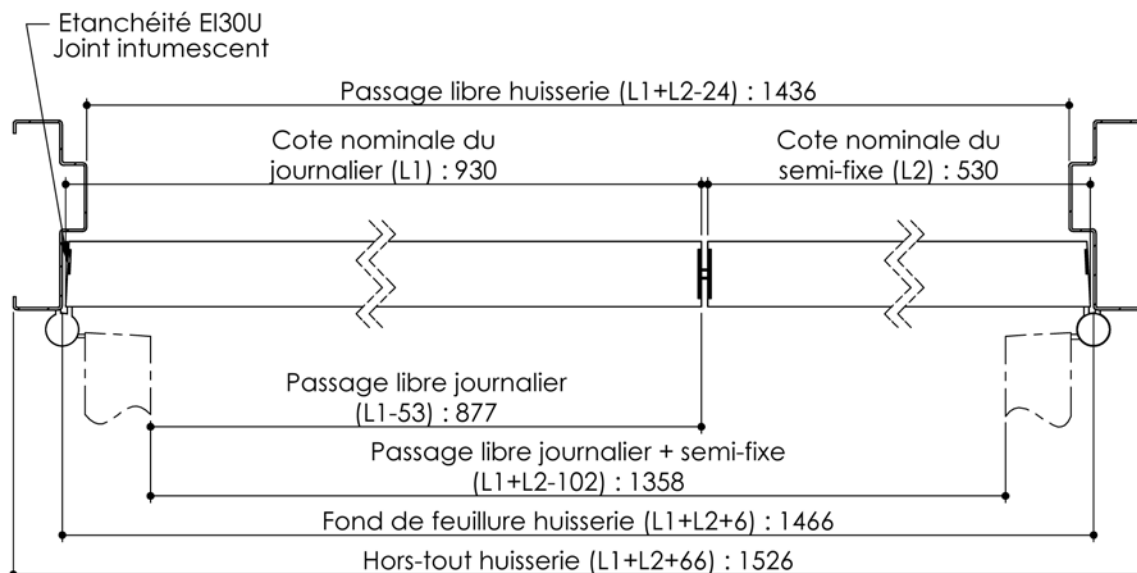 Etanchéité EI30U
Joint intumescent
Passage libre huisserie (L1+L2-24) : 1436
Cote nominale du
journalier (L1) : 930
Cote nominale du
semi-fixe (L2) : 530
Passage libre journalier
(L1-53) : 877
Passage libre journalier + semi-fixe
(L1+L2-102) : 1358
Fond de feuillure huisserie (L1+L2+6) : 1466
Hors-tout huisserie (L1+L2+66) : 1526